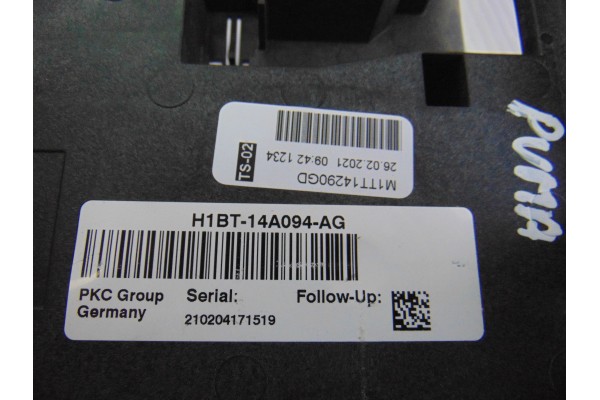 TS-02
M1TT14290GD
26.02.2021 09:42 1234
PUMA
H1BT-14A094-AG
PKC Group
Germany
Serial:
210204171519
Follow-Up: